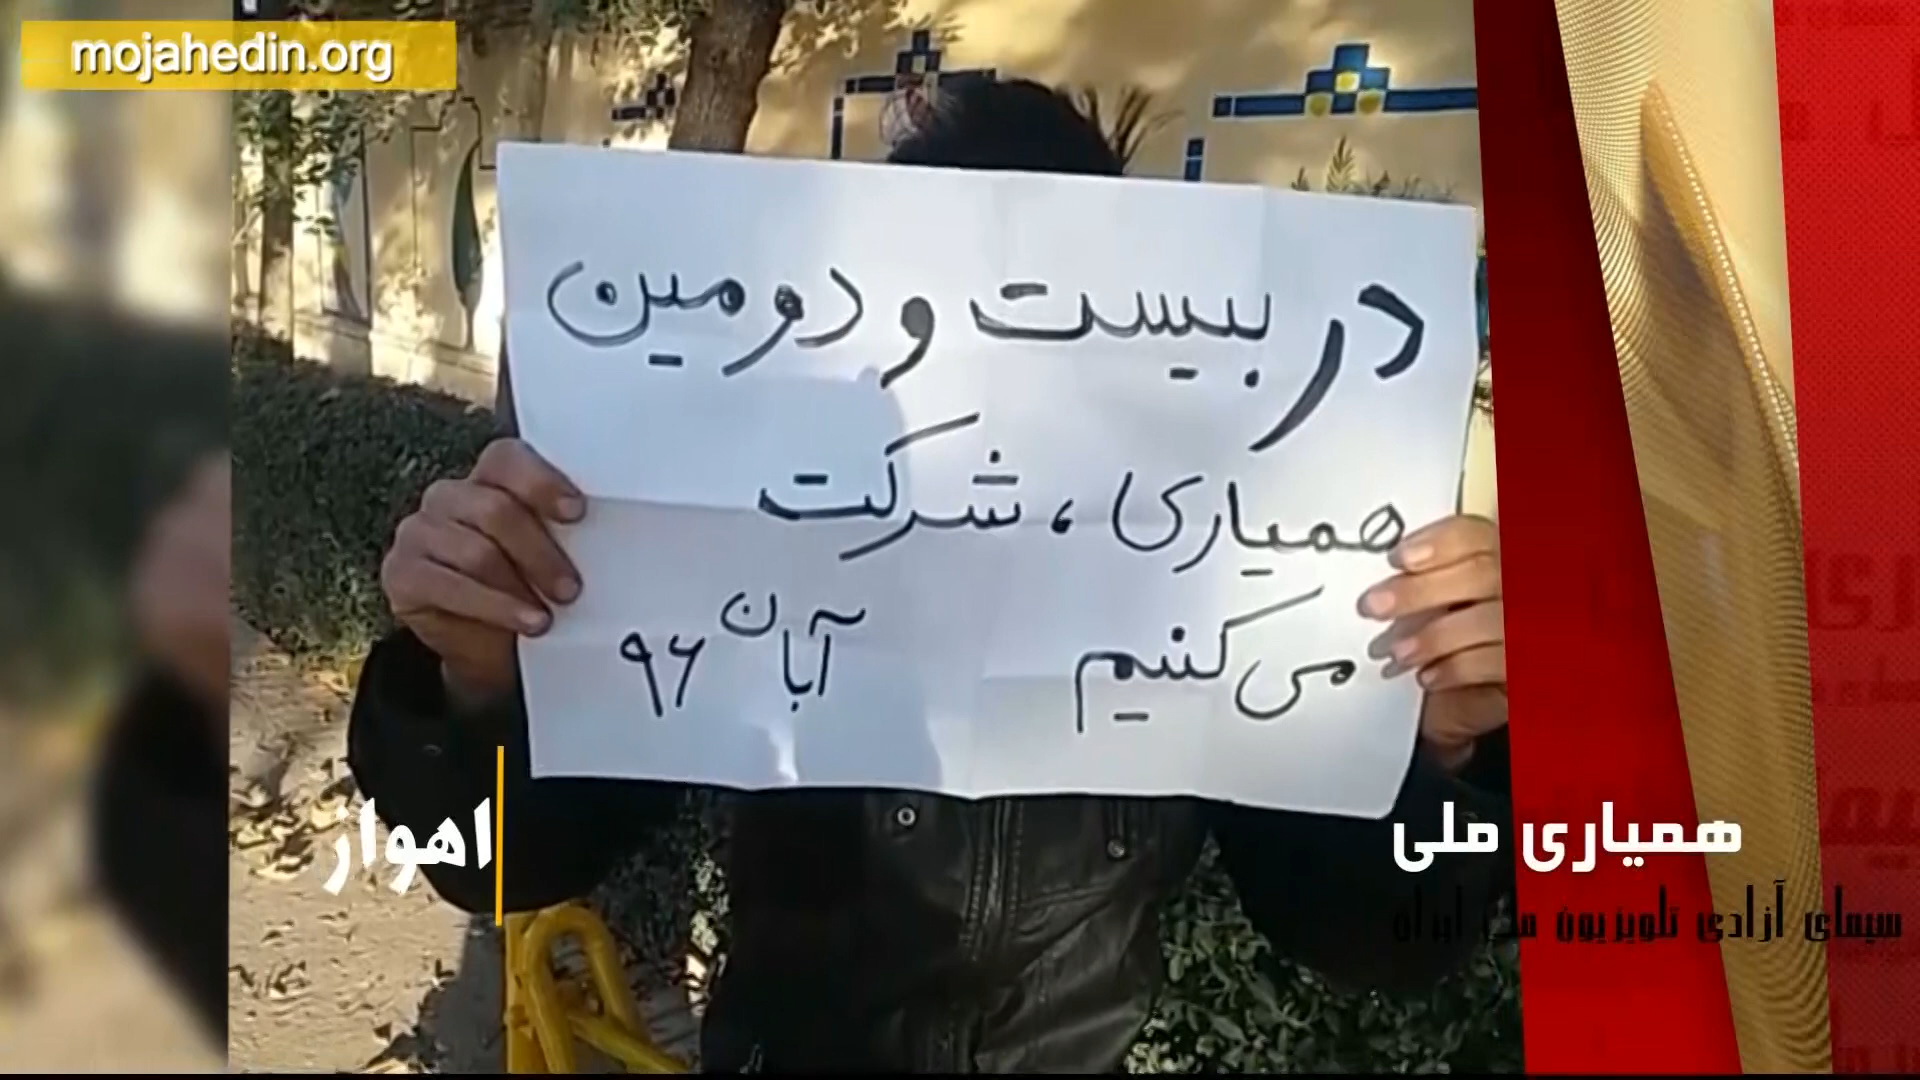 mojahedin.org
در بیست و دومین
همیاری، شرکت
می‌کنیم آبان ۹۶
اهواز
همیاری ملی
سیمای آزادی تلویزیون ملی ایران